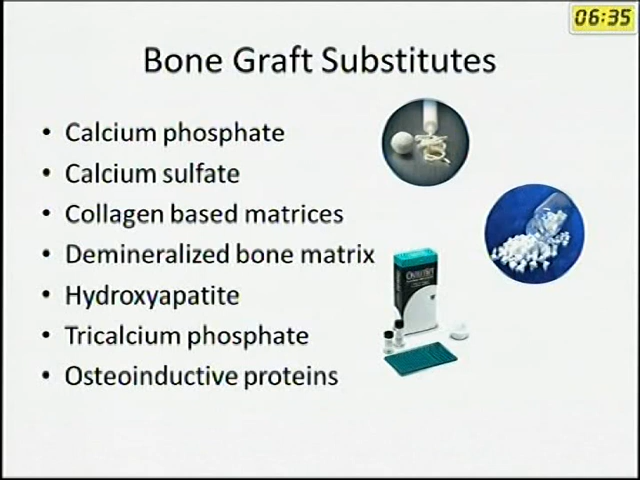 06:35
Bone Graft Substitutes
• Calcium phosphate
• Calcium sulfate
• Collagen based matrices
• Demineralized bone matrix
• Hydroxyapatite
• Tricalcium phosphate
• Osteoinductive proteins